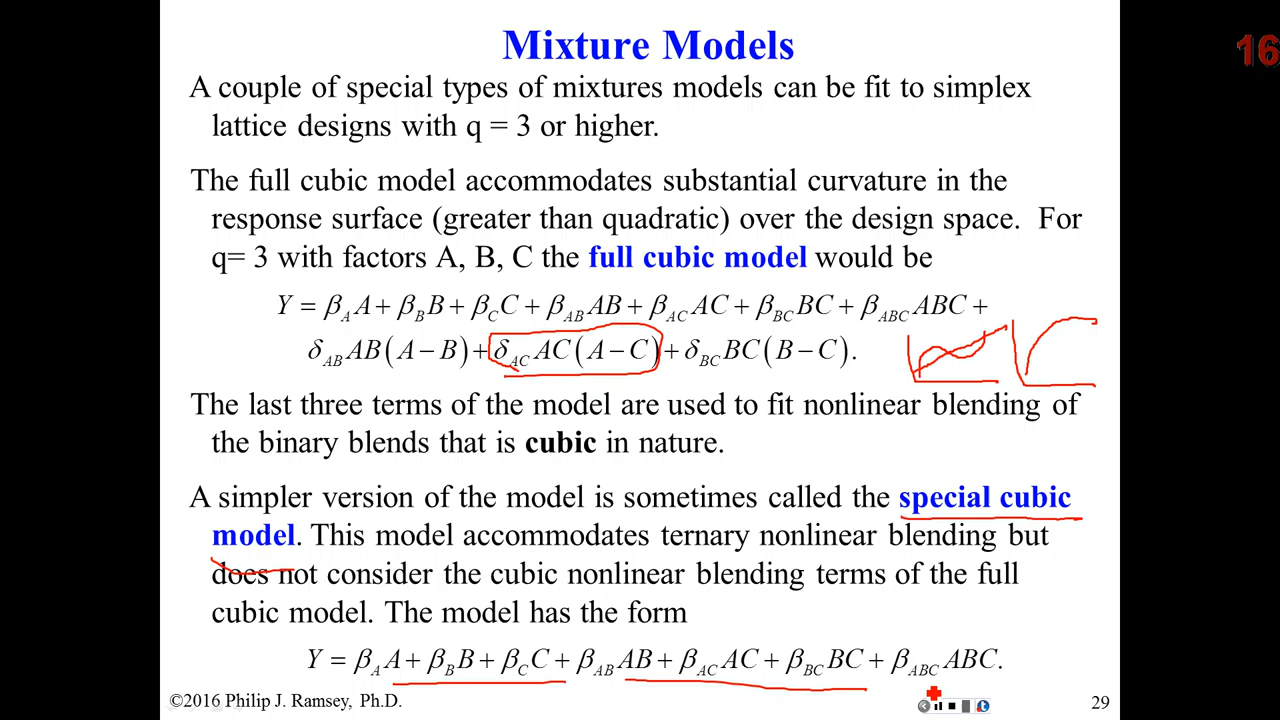 Mixture Models
16
A couple of special types of mixtures models can be fit to simplex
lattice designs with q = 3 or higher.
The full cubic model accommodates substantial curvature in the
response surface (greater than quadratic) over the design space. For
q= 3 with factors A, B, C the full cubic model would be
Y = β_A A + β_B B + β_C C + β_AB AB + β_AC AC + β_BC BC + β_ABC ABC +
δ_AB AB(A − B) + δ_AC AC(A − C) + δ_BC BC(B − C).
The last three terms of the model are used to fit nonlinear blending of
the binary blends that is cubic in nature.
A simpler version of the model is sometimes called the special cubic
model. This model accommodates ternary nonlinear blending but
does not consider the cubic nonlinear blending terms of the full
cubic model. The model has the form
Y = β_A A + β_B B + β_C C + β_AB AB + β_AC AC + β_BC BC + β_ABC ABC.
©2016 Philip J. Ramsey, Ph.D.
29